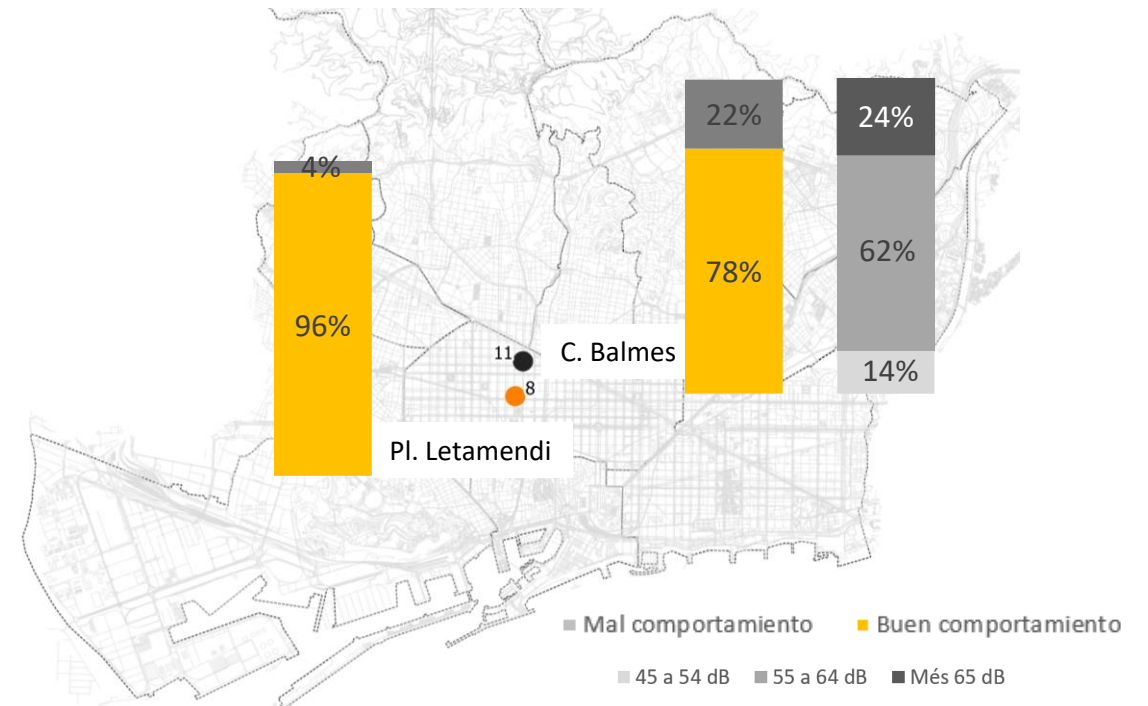 22%
24%
4%
62%
78%
96%
11
C. Balmes
14%
8
Pl. Letamendi
Mal comportamiento
Buen comportamiento
45 a 54 dB
55 a 64 dB
Més 65 dB